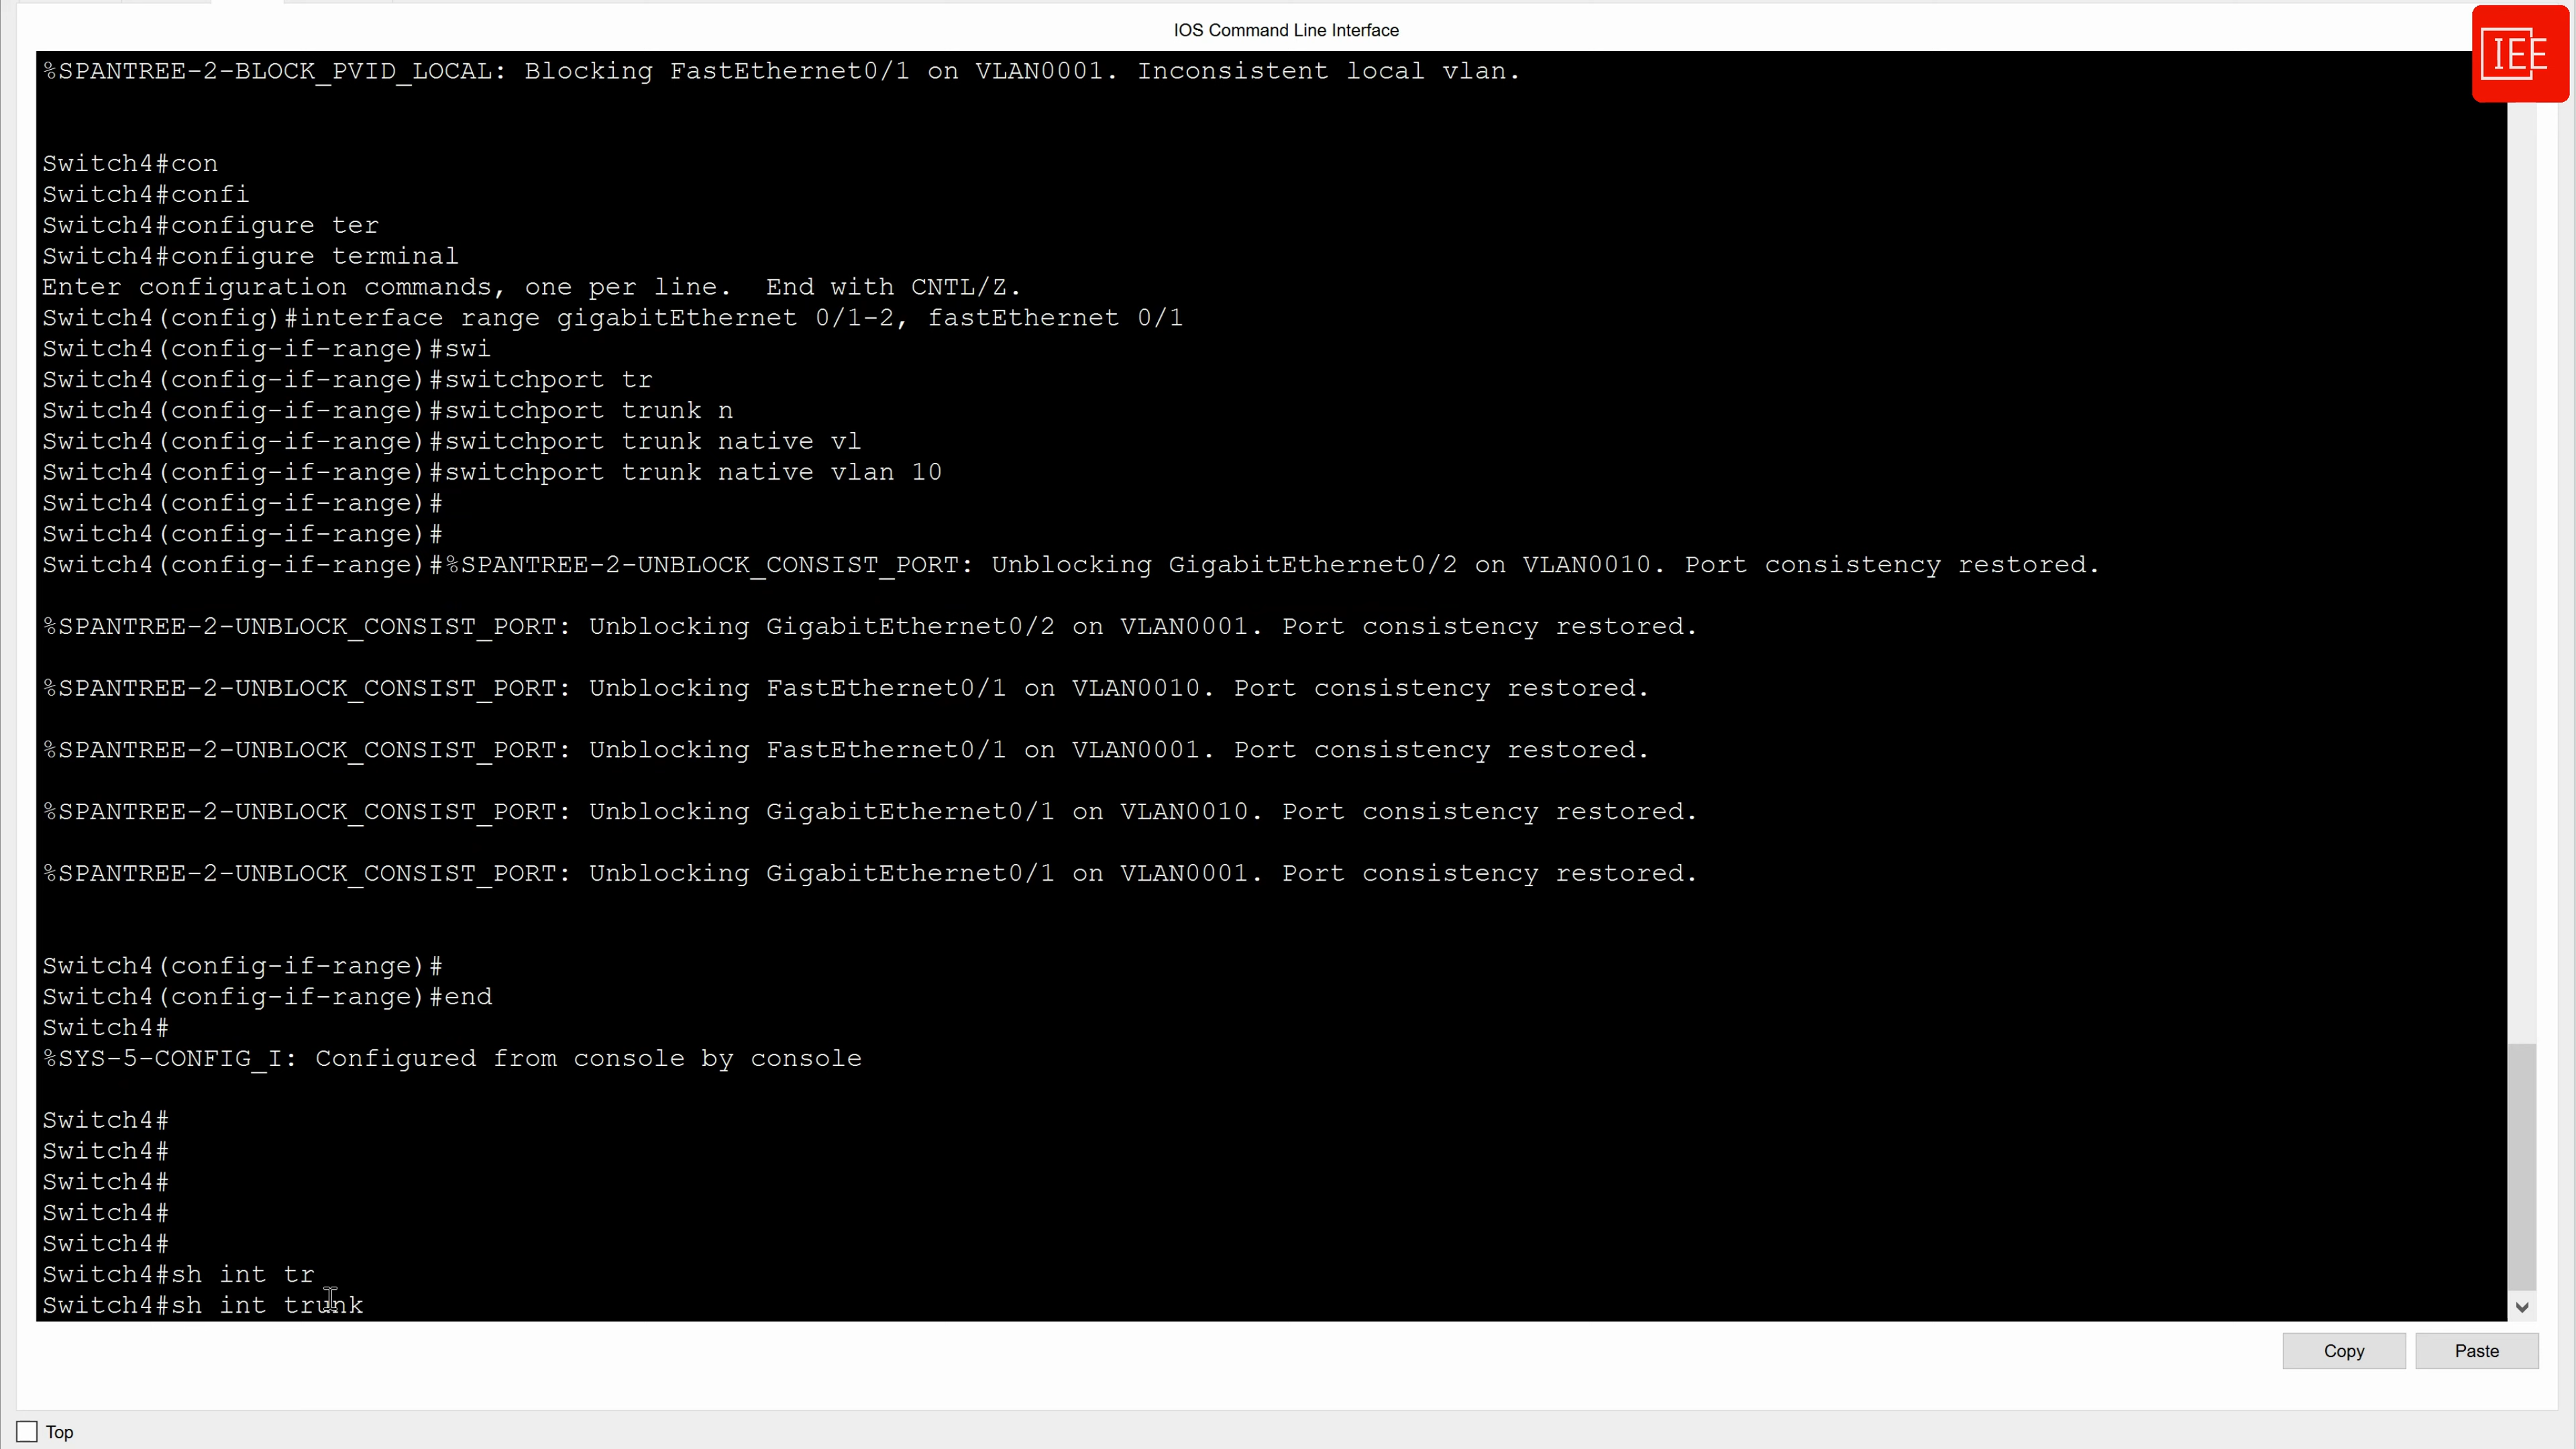 IOS Command Line Interface
IEE
%SPANTREE-2-BLOCK_PVID_LOCAL: Blocking FastEthernet0/1 on VLAN0001. Inconsistent local vlan.
Switch4#con
Switch4#confi
Switch4#configure ter
Switch4#configure terminal
Enter configuration commands, one per line.  End with CNTL/Z.
Switch4(config)#interface range gigabitEthernet 0/1-2, fastEthernet 0/1
Switch4(config-if-range)#swi
Switch4(config-if-range)#switchport tr
Switch4(config-if-range)#switchport trunk n
Switch4(config-if-range)#switchport trunk native vl
Switch4(config-if-range)#switchport trunk native vlan 10
Switch4(config-if-range)#
Switch4(config-if-range)#
Switch4(config-if-range)#%SPANTREE-2-UNBLOCK_CONSIST_PORT: Unblocking GigabitEthernet0/2 on VLAN0010. Port consistency restored.
%SPANTREE-2-UNBLOCK_CONSIST_PORT: Unblocking GigabitEthernet0/2 on VLAN0001. Port consistency restored.
%SPANTREE-2-UNBLOCK_CONSIST_PORT: Unblocking FastEthernet0/1 on VLAN0010. Port consistency restored.
%SPANTREE-2-UNBLOCK_CONSIST_PORT: Unblocking FastEthernet0/1 on VLAN0001. Port consistency restored.
%SPANTREE-2-UNBLOCK_CONSIST_PORT: Unblocking GigabitEthernet0/1 on VLAN0010. Port consistency restored.
%SPANTREE-2-UNBLOCK_CONSIST_PORT: Unblocking GigabitEthernet0/1 on VLAN0001. Port consistency restored.
Switch4(config-if-range)#
Switch4(config-if-range)#end
Switch4#
%SYS-5-CONFIG_I: Configured from console by console
Switch4#
Switch4#
Switch4#
Switch4#
Switch4#
Switch4#sh int tr
Switch4#sh int trunk
Copy
Paste
Top